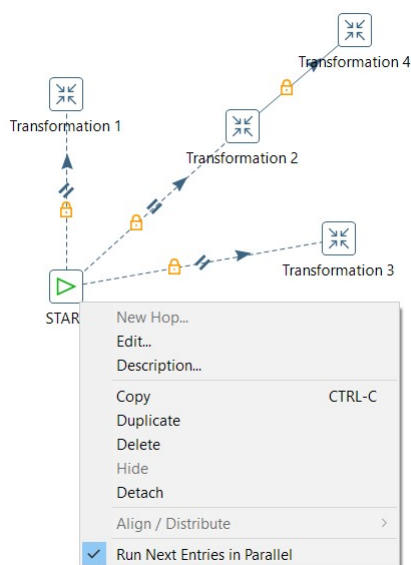 Transformation 4
Transformation 1
Transformation 2
Transformation 3
STAR
New Hop...
Edit...
Description...
Copy CTRL-C
Duplicate
Delete
Hide
Detach
Align / Distribute
Run Next Entries in Parallel